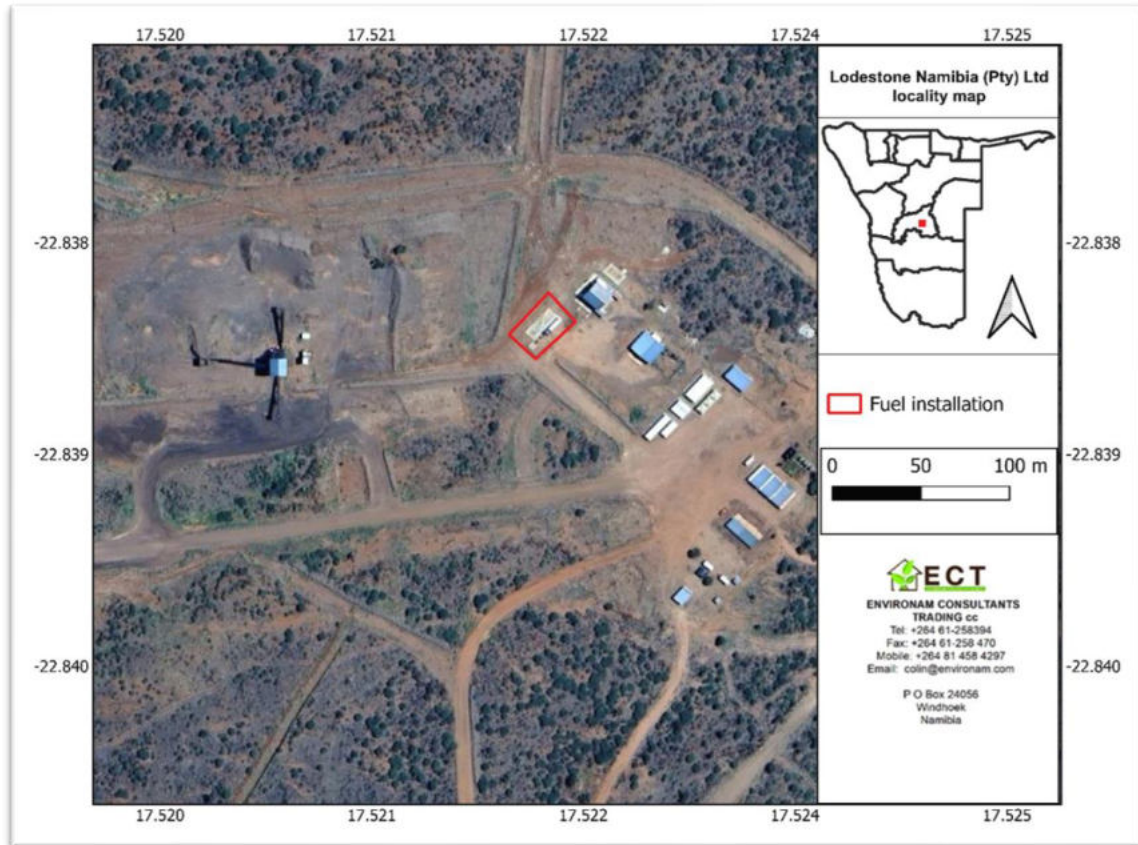 17.520 17.521 17.522 17.524 17.525
Lodestone Namibia (Pty) Ltd
locality map
-22.838 -22.838
Fuel installation
-22.839 -22.839
0 50 100 m
ECT
ENVIRONAM CONSULTANTS
TRADING cc
Tel: +264 61-258394
Fax: +264 61-258 470
Mobile: +264 81 458 4297
Email: colin@environam.com
-22.840 -22.840
P O Box 24056
Windhoek
Namibia
17.520 17.521 17.522 17.524 17.525